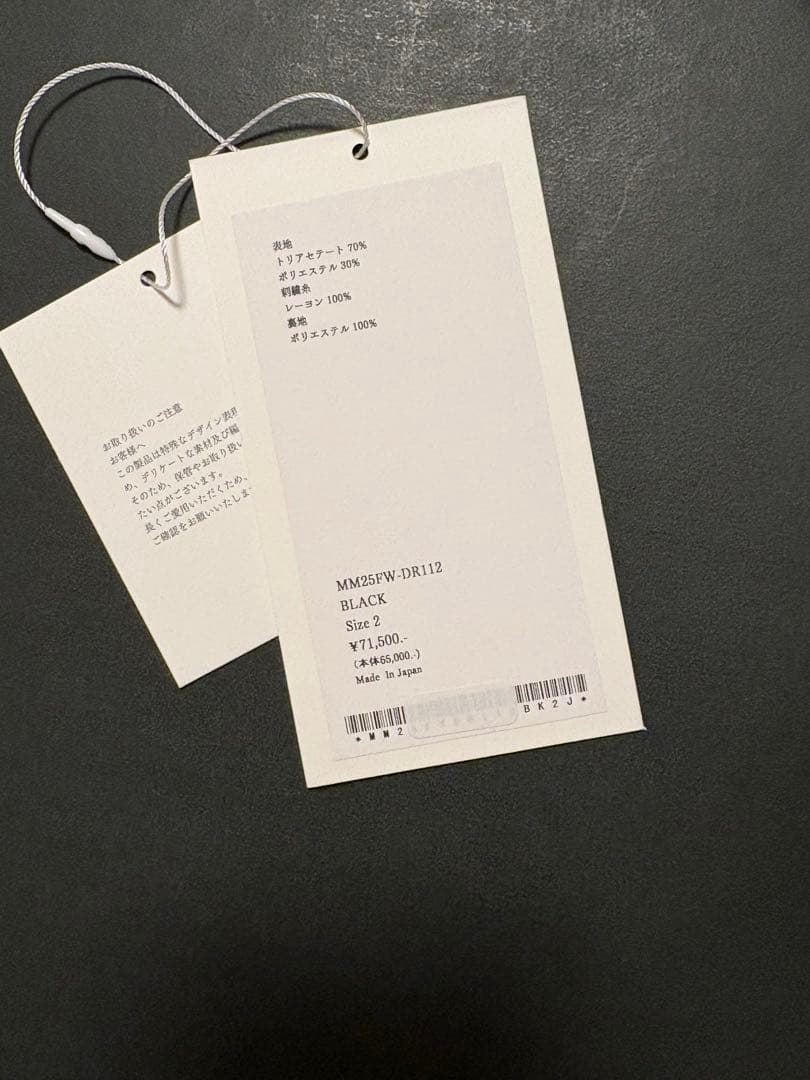 表地
トリアセテート 70%
ポリエステル 30%
刺繍糸
レーヨン 100%
裏地
ポリエステル 100%
MM25FW-DR112
BLACK
Size 2
¥71,500.-
(本体65,000.-)
Made In Japan
*MM2
BK2J*
お取り扱いのご注意
お客様へ
この製品は特殊なデザイン表現
め、デリケートな素材及び編
そのため、保管やお取り扱い
たい点がございます。
長くご愛用いただくため、
ご確認をお願いいたしま